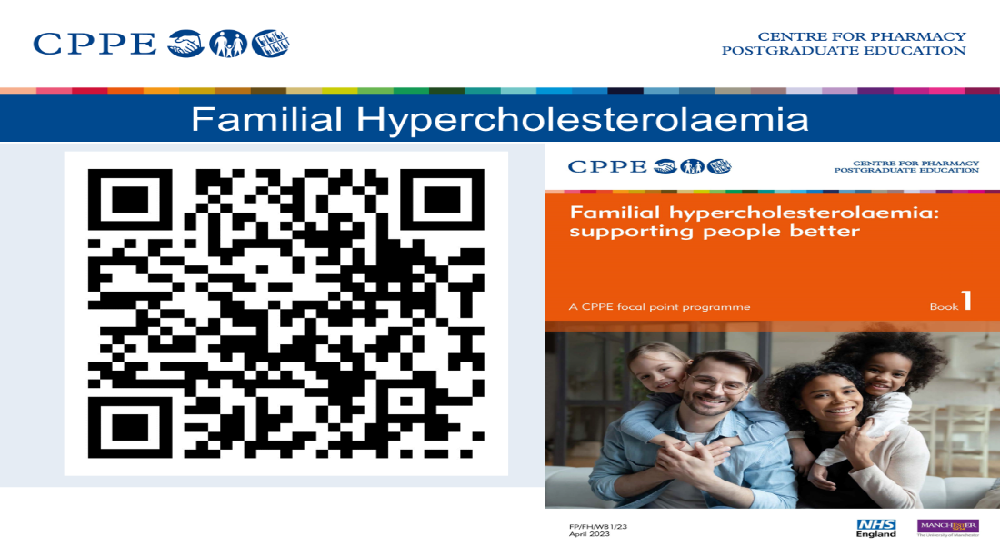 CPPE
CENTRE FOR PHARMACY
POSTGRADUATE EDUCATION
Familial Hypercholesterolaemia
CPPE
CENTRE FOR PHARMACY
POSTGRADUATE EDUCATION
Familial hypercholesterolaemia:
supporting people better
A CPPE focal point programme
Book 1
FP/FH/WB1/23
April 2023
NHS
England
MANCHESTER
1824
The University of Manchester